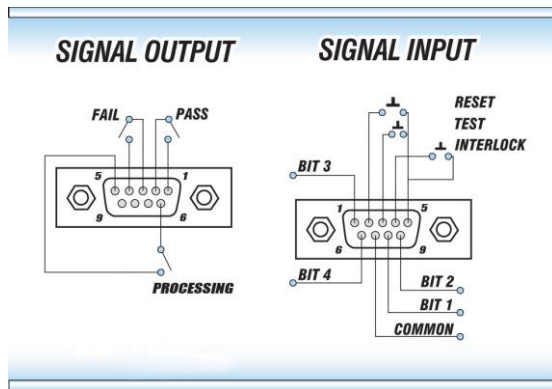 SIGNAL OUTPUT
SIGNAL INPUT
FAIL
PASS
5
1
9
6
PROCESSING
RESET
TEST
INTERLOCK
BIT 3
1
5
6
9
BIT 4
BIT 2
BIT 1
COMMON